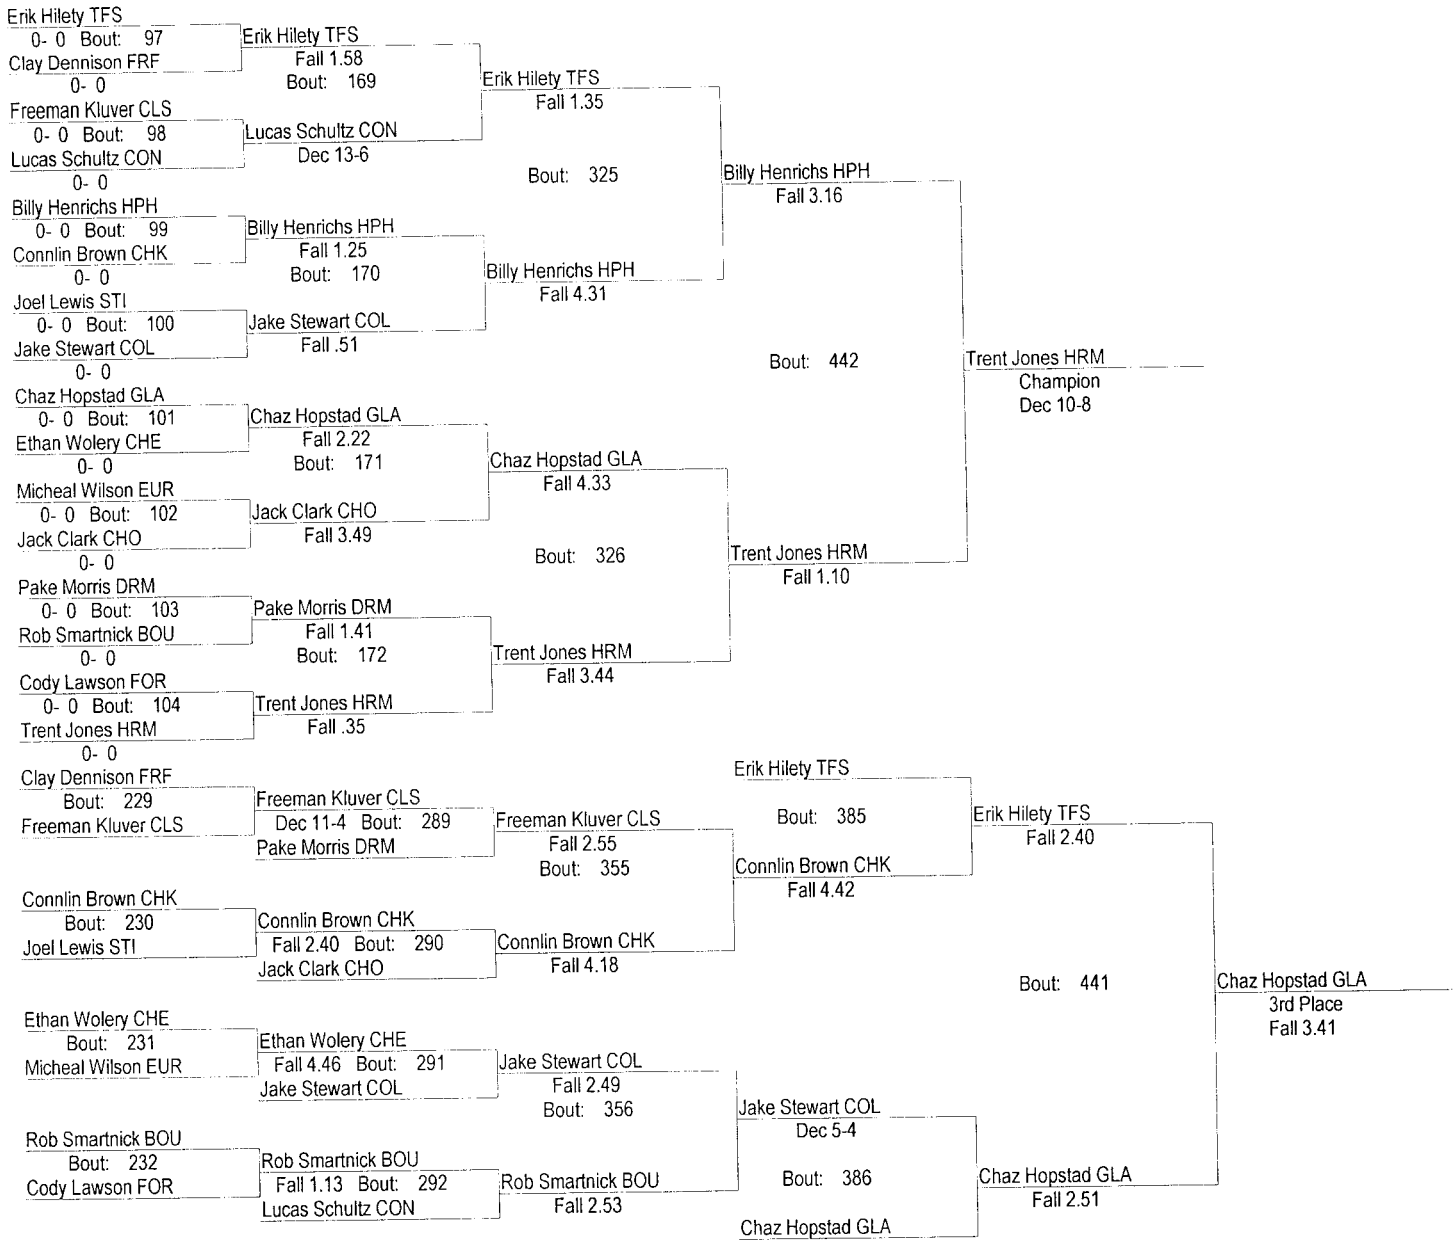 Erik Hilety TFS
0- 0 Bout: 97
Clay Dennison FRF
0- 0
Freeman Kluver CLS
0- 0 Bout: 98
Lucas Schultz CON
0- 0
Billy Henrichs HPH
0- 0 Bout: 99
Connlin Brown CHK
0- 0
Joel Lewis STI
0- 0 Bout: 100
Jake Stewart COL
0- 0
Chaz Hopstad GLA
0- 0 Bout: 101
Ethan Wolery CHE
0- 0
Micheal Wilson EUR
0- 0 Bout: 102
Jack Clark CHO
0- 0
Pake Morris DRM
0- 0 Bout: 103
Rob Smartnick BOU
0- 0
Cody Lawson FOR
0- 0 Bout: 104
Trent Jones HRM
0- 0
Erik Hilety TFS
Fall 1.58
Bout: 169
Lucas Schultz CON
Dec 13-6
Billy Henrichs HPH
Fall 1.25
Bout: 170
Jake Stewart COL
Fall .51
Chaz Hopstad GLA
Fall 2.22
Bout: 171
Jack Clark CHO
Fall 3.49
Pake Morris DRM
Fall 1.41
Bout: 172
Trent Jones HRM
Fall .35
Erik Hilety TFS
Fall 1.35
Bout: 325
Billy Henrichs HPH
Fall 4.31
Chaz Hopstad GLA
Fall 4.33
Bout: 326
Trent Jones HRM
Fall 3.44
Billy Henrichs HPH
Fall 3.16
Bout: 442
Trent Jones HRM
Fall 1.10
Trent Jones HRM
Champion
Dec 10-8
Clay Dennison FRF
Bout: 229
Freeman Kluver CLS
Connlin Brown CHK
Bout: 230
Joel Lewis STI
Ethan Wolery CHE
Bout: 231
Micheal Wilson EUR
Rob Smartnick BOU
Bout: 232
Cody Lawson FOR
Freeman Kluver CLS
Dec 11-4 Bout: 289
Pake Morris DRM
Connlin Brown CHK
Fall 2.40 Bout: 290
Jack Clark CHO
Ethan Wolery CHE
Fall 4.46 Bout: 291
Jake Stewart COL
Rob Smartnick BOU
Fall 1.13 Bout: 292
Lucas Schultz CON
Freeman Kluver CLS
Fall 2.55
Bout: 355
Connlin Brown CHK
Fall 4.18
Jake Stewart COL
Fall 2.49
Bout: 356
Rob Smartnick BOU
Fall 2.53
Erik Hilety TFS
Bout: 385
Connlin Brown CHK
Fall 4.42
Jake Stewart COL
Dec 5-4
Bout: 386
Chaz Hopstad GLA
Erik Hilety TFS
Fall 2.40
Bout: 441
Chaz Hopstad GLA
Fall 2.51
Chaz Hopstad GLA
3rd Place
Fall 3.41